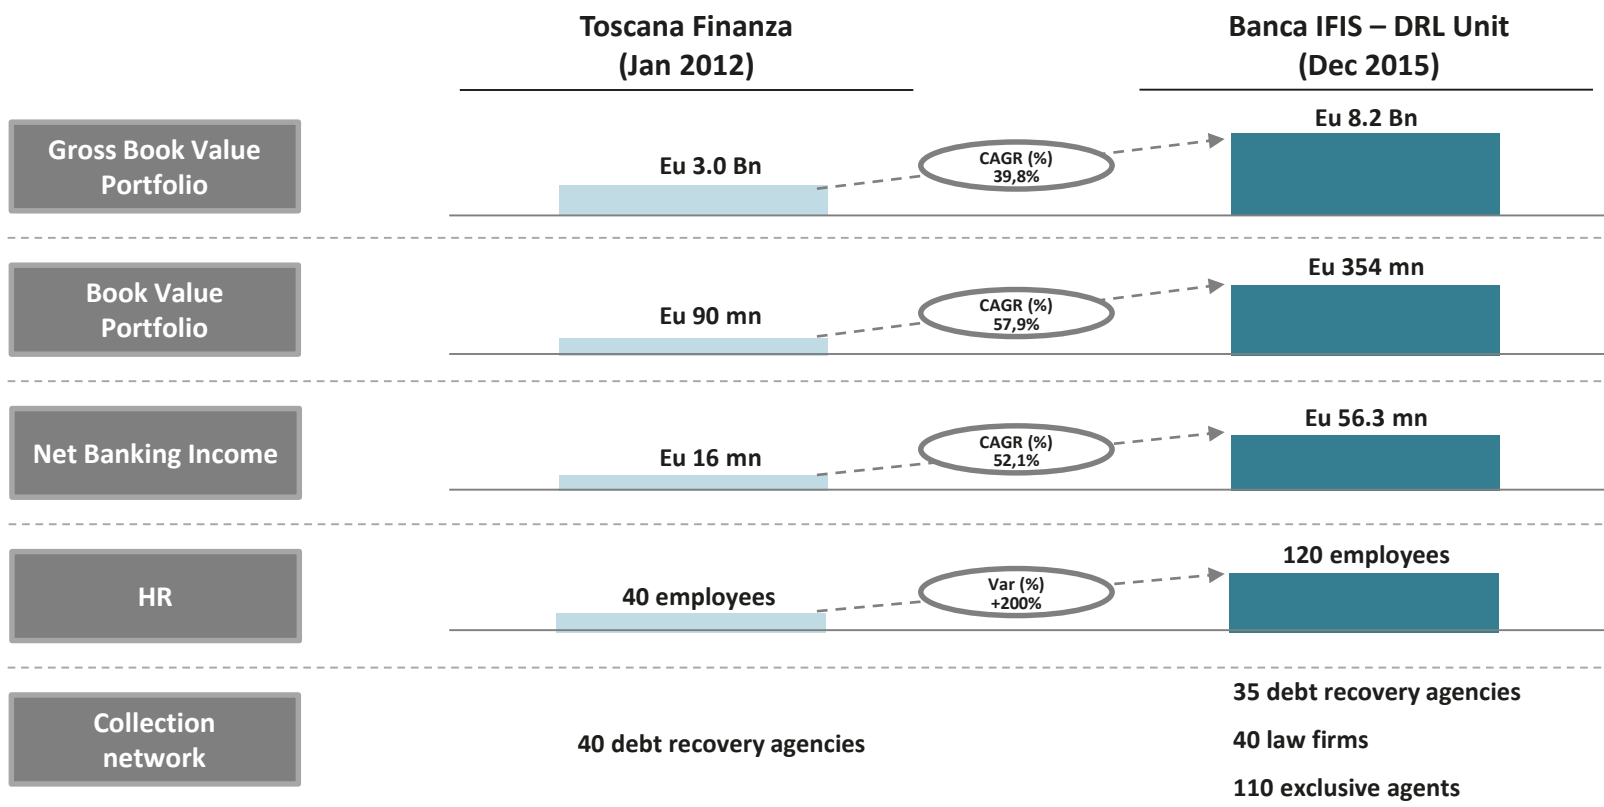 Toscana Finanza
(Jan 2012)
Banca IFIS – DRL Unit
(Dec 2015)
Gross Book Value
Portfolio
Eu 3.0 Bn
CAGR (%)
39,8%
Eu 8.2 Bn
Book Value
Portfolio
Eu 90 mn
CAGR (%)
57,9%
Eu 354 mn
Net Banking Income
Eu 16 mn
CAGR (%)
52,1%
Eu 56.3 mn
HR
40 employees
Var (%)
+200%
120 employees
Collection
network
40 debt recovery agencies
35 debt recovery agencies
40 law firms
110 exclusive agents